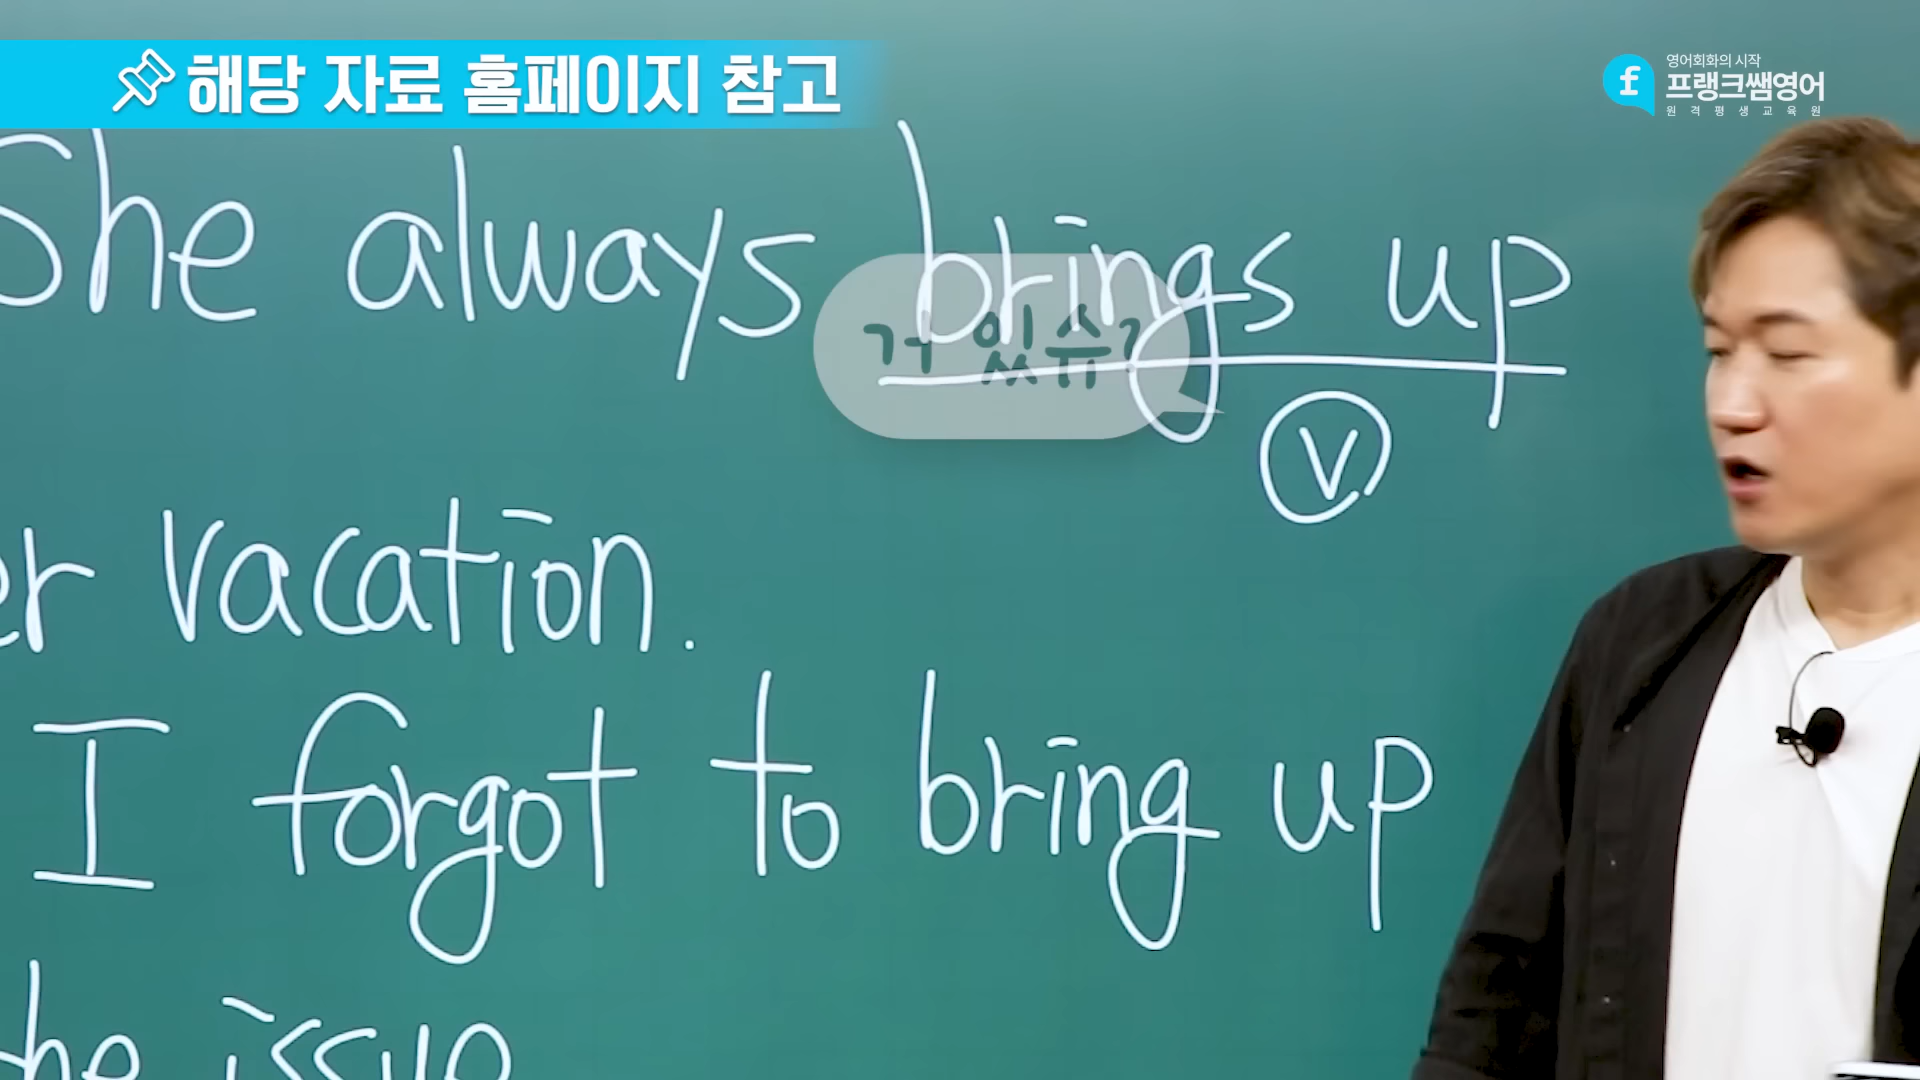 해당 자료 홈페이지 참고
영어회화의 시작
프랭크쌤영어
원격평생교육원
She always brings up
거 있슈?
V
er vacation.
I forgot to bring up
he issue